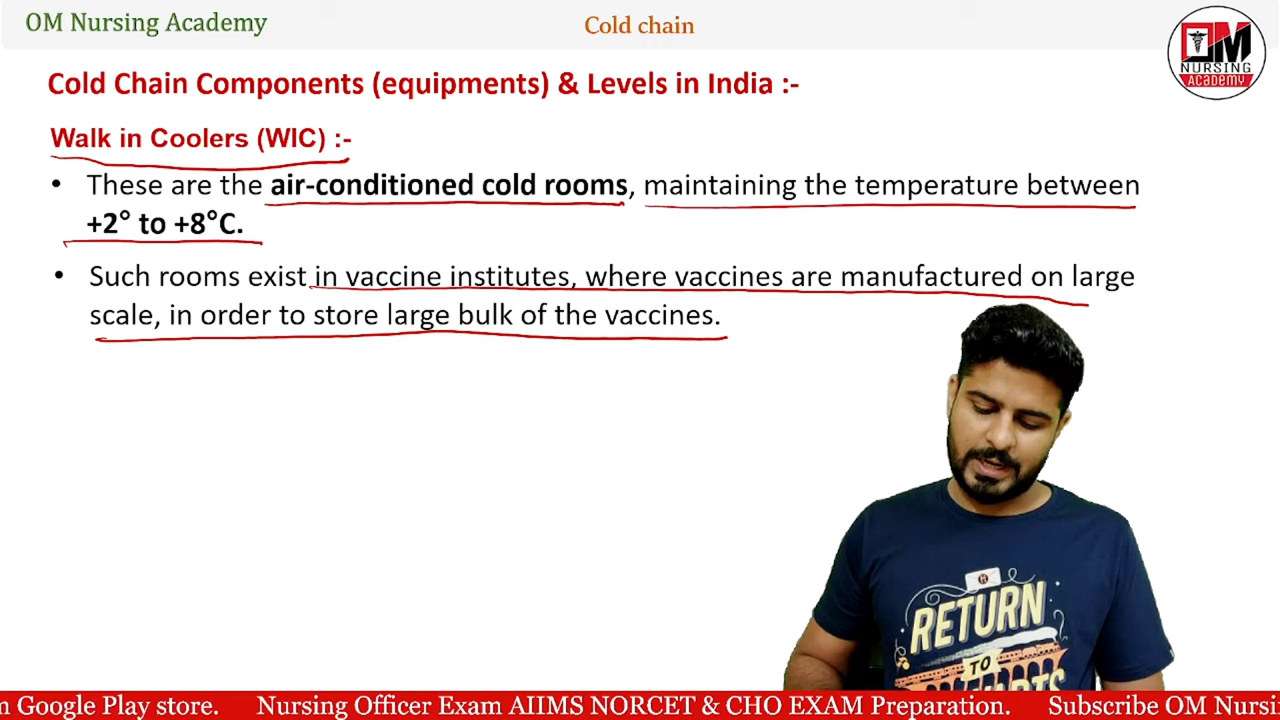 OM Nursing Academy
Cold chain
OM
NURSING
ACADEMY
Cold Chain Components (equipments) & Levels in India :-
Walk in Coolers (WIC) :-
• These are the air-conditioned cold rooms, maintaining the temperature between
+2° to +8°C.
• Such rooms exist in vaccine institutes, where vaccines are manufactured on large
scale, in order to store large bulk of the vaccines.
RETURN
TO
m Google Play store. Nursing Officer Exam AIIMS NORCET & CHO EXAM Preparation. Subscribe OM Nursi